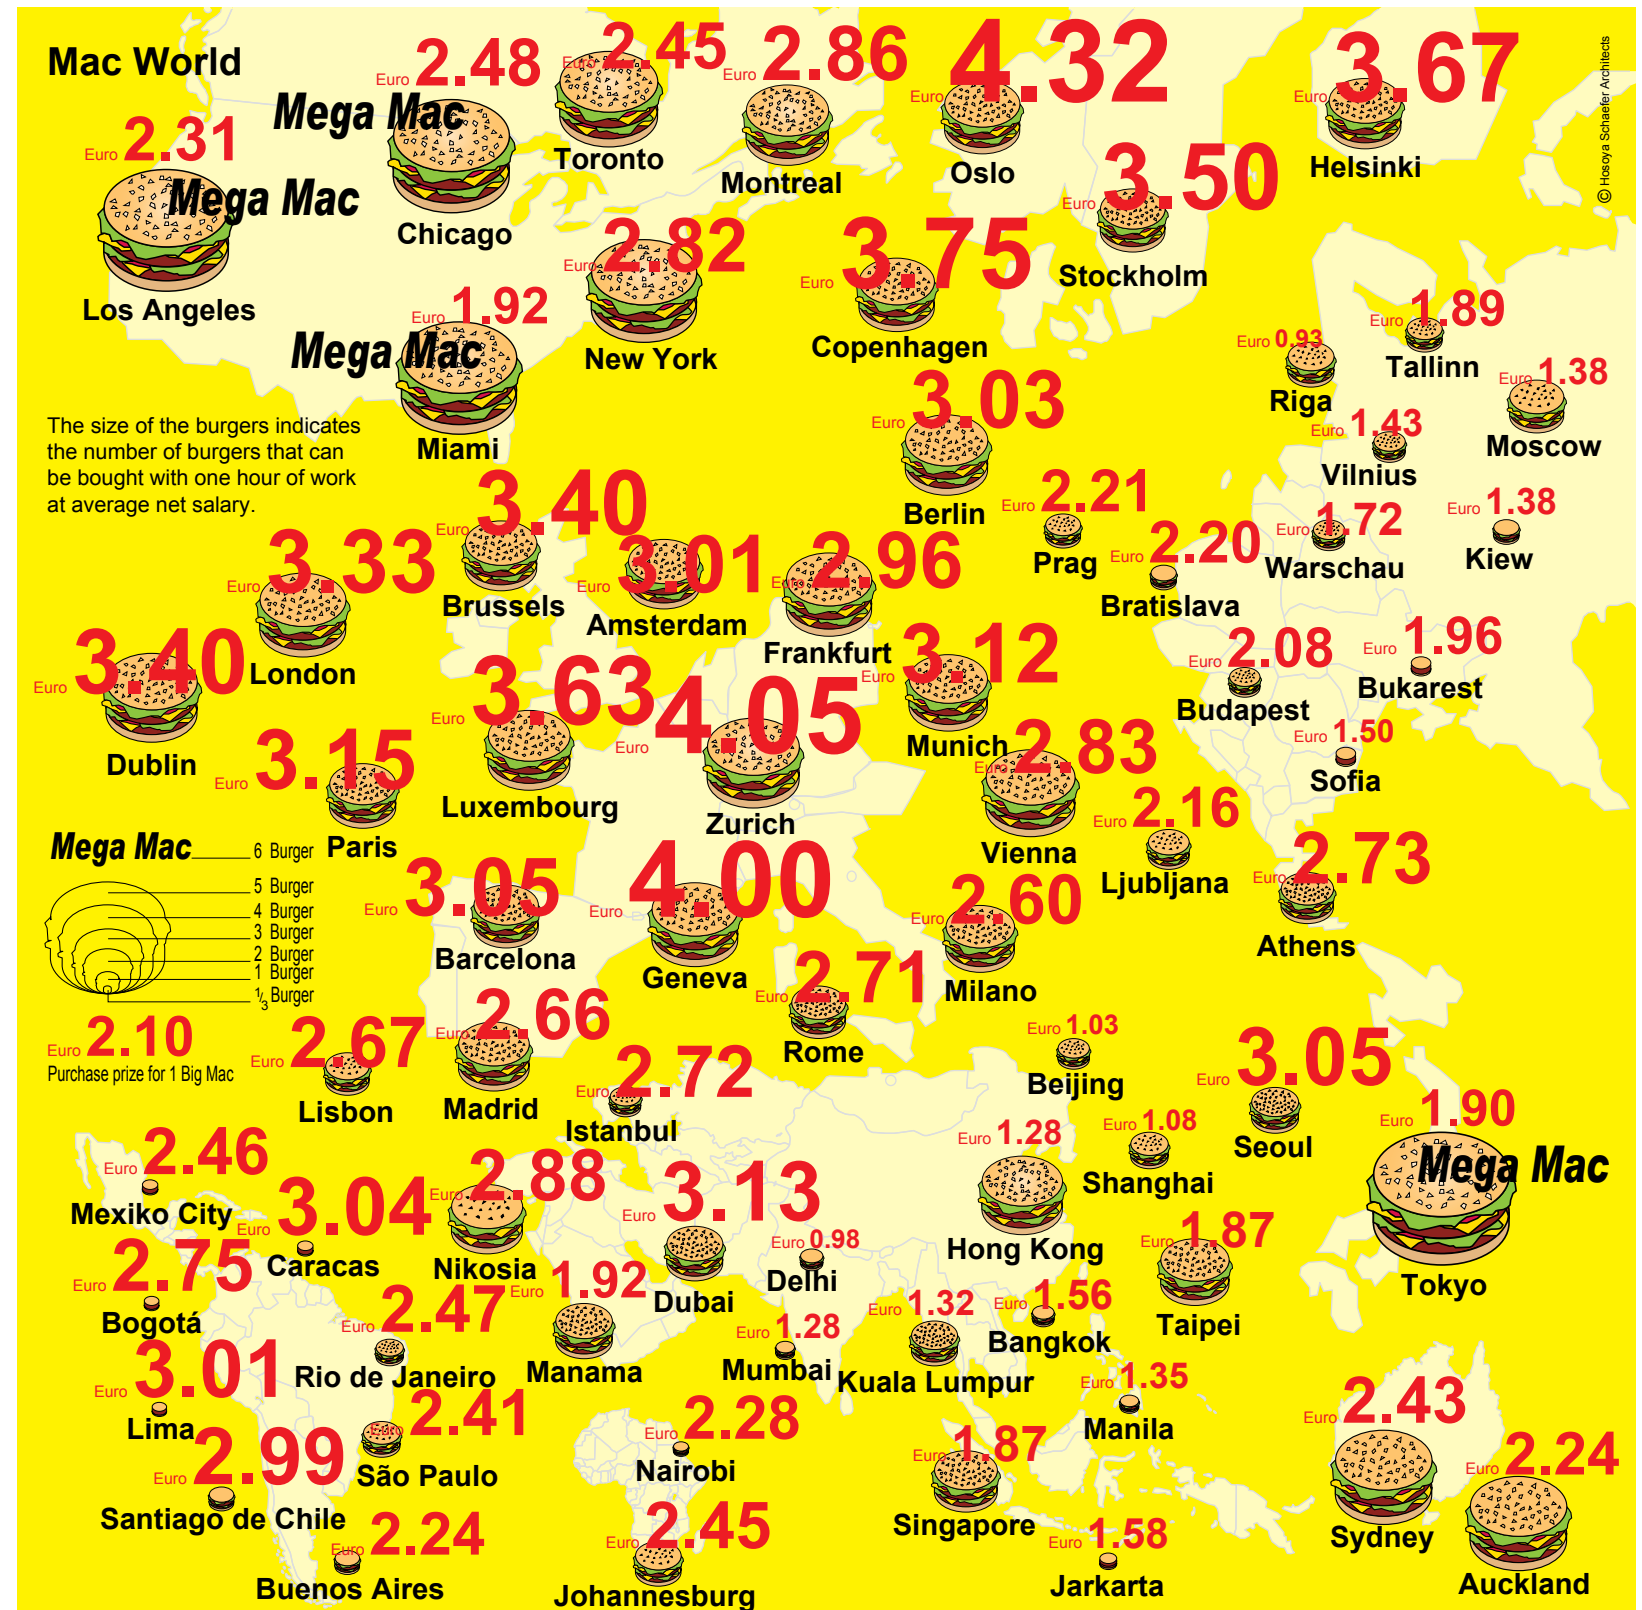 Mac World
Euro 2.31
Mega Mac
Los Angeles
Euro 2.48
Mega Mac
Chicago
Euro 2.45
Toronto
Euro 2.86
Montreal
Euro 4.32
Oslo
Euro 3.67
Helsinki
© Hosoya Schaefer Architects
Euro 3.50
Stockholm
Euro 2.82
New York
Euro 3.75
Copenhagen
Euro 1.92
Mega Mac
Miami
Euro 0.93
Riga
Euro 1.89
Tallinn
Euro 1.38
Moscow
Euro 1.43
Vilnius
The size of the burgers indicates
the number of burgers that can
be bought with one hour of work
at average net salary.
Euro 3.03
Berlin
Euro 2.21
Prag
Euro 2.20
Bratislava
Euro 1.72
Warschau
Euro 1.38
Kiew
Euro 3.40
Brussels
Euro 3.33
London
Euro 3.01
Amsterdam
Euro 2.96
Frankfurt
Euro 3.40
Dublin
Euro 3.63
Luxembourg
Euro 4.05
Zurich
Euro 3.12
Munich
Euro 2.08
Budapest
Euro 1.96
Bukarest
Euro 1.50
Sofia
Euro 3.15
Paris
Euro 2.83
Vienna
Euro 2.16
Ljubljana
Euro 2.73
Athens
Mega Mac 6 Burger
5 Burger
4 Burger
3 Burger
2 Burger
1 Burger
1/3 Burger
Euro 2.10
Purchase prize for 1 Big Mac
Euro 3.05
Barcelona
Euro 4.00
Geneva
Euro 2.60
Milano
Euro 2.71
Rome
Euro 2.67
Lisbon
Euro 2.66
Madrid
Euro 2.72
Istanbul
Euro 1.03
Beijing
Euro 3.05
Seoul
Euro 1.90
Mega Mac
Tokyo
Euro 2.46
Mexiko City
Euro 3.04
Caracas
Euro 2.88
Nikosia
Euro 3.13
Dubai
Euro 0.98
Delhi
Euro 1.28
Hong Kong
Euro 1.08
Shanghai
Euro 1.87
Taipei
Euro 2.75
Bogotá
Euro 2.47
Rio de Janeiro
Euro 1.92
Manama
Euro 1.28
Mumbai
Euro 1.32
Kuala Lumpur
Euro 1.56
Bangkok
Euro 3.01
Lima
Euro 2.41
São Paulo
Euro 2.28
Nairobi
Euro 1.35
Manila
Euro 2.43
Sydney
Euro 2.24
Auckland
Euro 2.99
Santiago de Chile
Euro 2.24
Buenos Aires
Euro 2.45
Johannesburg
Euro 1.87
Singapore
Euro 1.58
Jarkarta